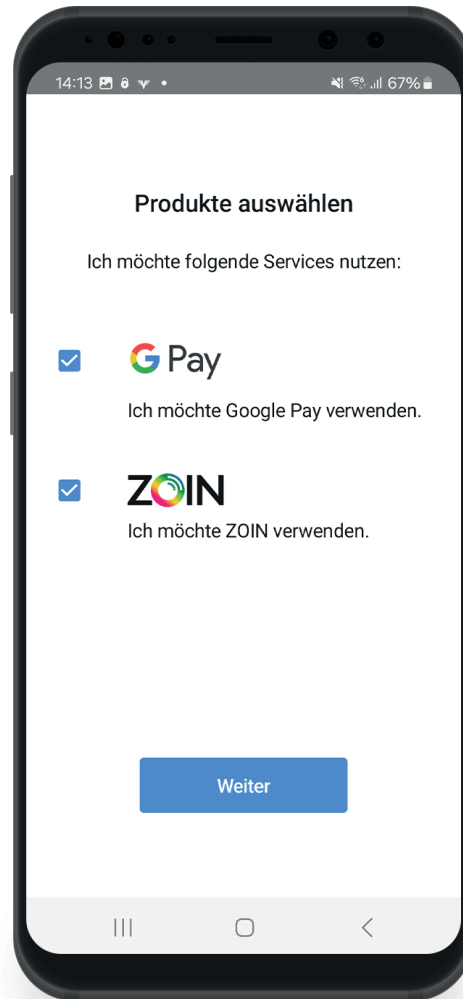 14:13 67%
Produkte auswählen
Ich möchte folgende Services nutzen:
G Pay
Ich möchte Google Pay verwenden.
ZOIN
Ich möchte ZOIN verwenden.
Weiter